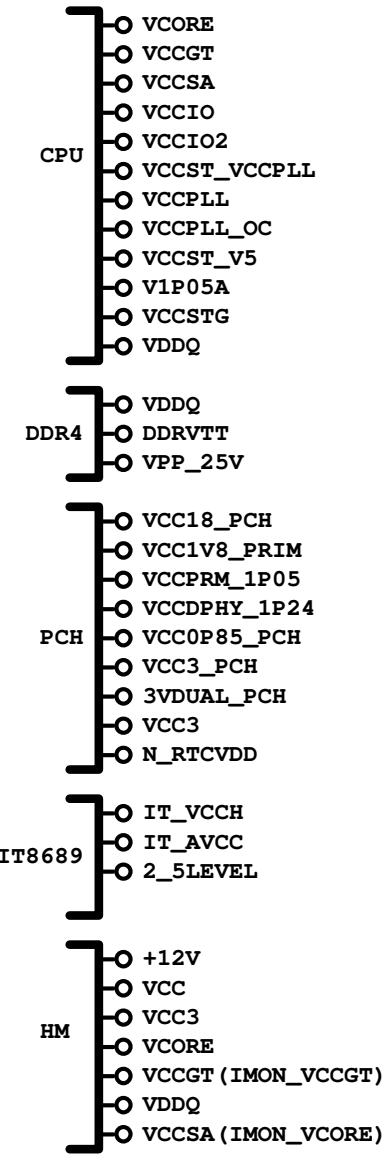 CPU
VCORE
VCCGT
VCCSA
VCCIO
VCCIO2
VCCST_VCCPLL
VCCPLL
VCCPLL_OC
VCCST_V5
V1P05A
VCCSTG
VDDQ
DDR4
VDDQ
DDRVTT
VPP_25V
PCH
VCC18_PCH
VCC1V8_PRIM
VCCPRM_1P05
VCCDPHY_1P24
VCC0P85_PCH
VCC3_PCH
3VDUAL_PCH
VCC3
N_RTCVDD
IT8689
IT_VCCH
IT_AVCC
2_5LEVEL
HM
+12V
VCC
VCC3
VCORE
VCCGT(IMON_VCCGT)
VDDQ
VCCSA(IMON_VCORE)